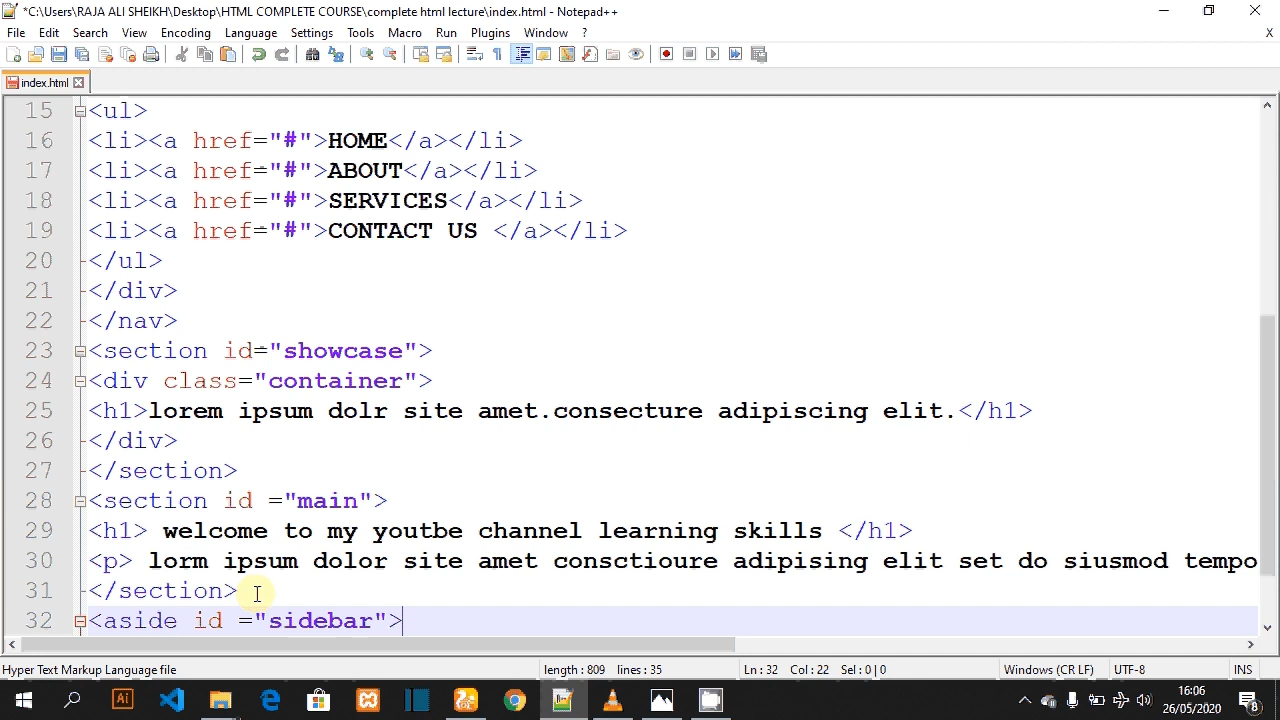 *C:\Users\RAJA ALI SHEIKH\Desktop\HTML COMPLETE COURSE\complete html lecture\index.html - Notepad++
File Edit Search View Encoding Language Settings Tools Macro Run Plugins Window ? X
index.html
15 <ul>
16 <li><a href="#">HOME</a></li>
17 <li><a href="#">ABOUT</a></li>
18 <li><a href="#">SERVICES</a></li>
19 <li><a href="#">CONTACT US </a></li>
20 </ul>
21 </div>
22 </nav>
23 <section id="showcase">
24 <div class="container">
25 <h1>lorem ipsum dolr site amet.consecture adipiscing elit.</h1>
26 </div>
27 </section>
28 <section id ="main">
29 <h1> welcome to my youtbe channel learning skills </h1>
30 <p> lorm ipsum dolor site amet consctioure adipising elit set do siusmod tempo
31 </section>
32 <aside id ="sidebar">
Hyper Text Markup Language file length : 809 lines : 35 Ln : 32 Col : 22 Sel : 0 | 0 Windows (CR LF) UTF-8 INS
Ai
16:06
26/05/2020
8